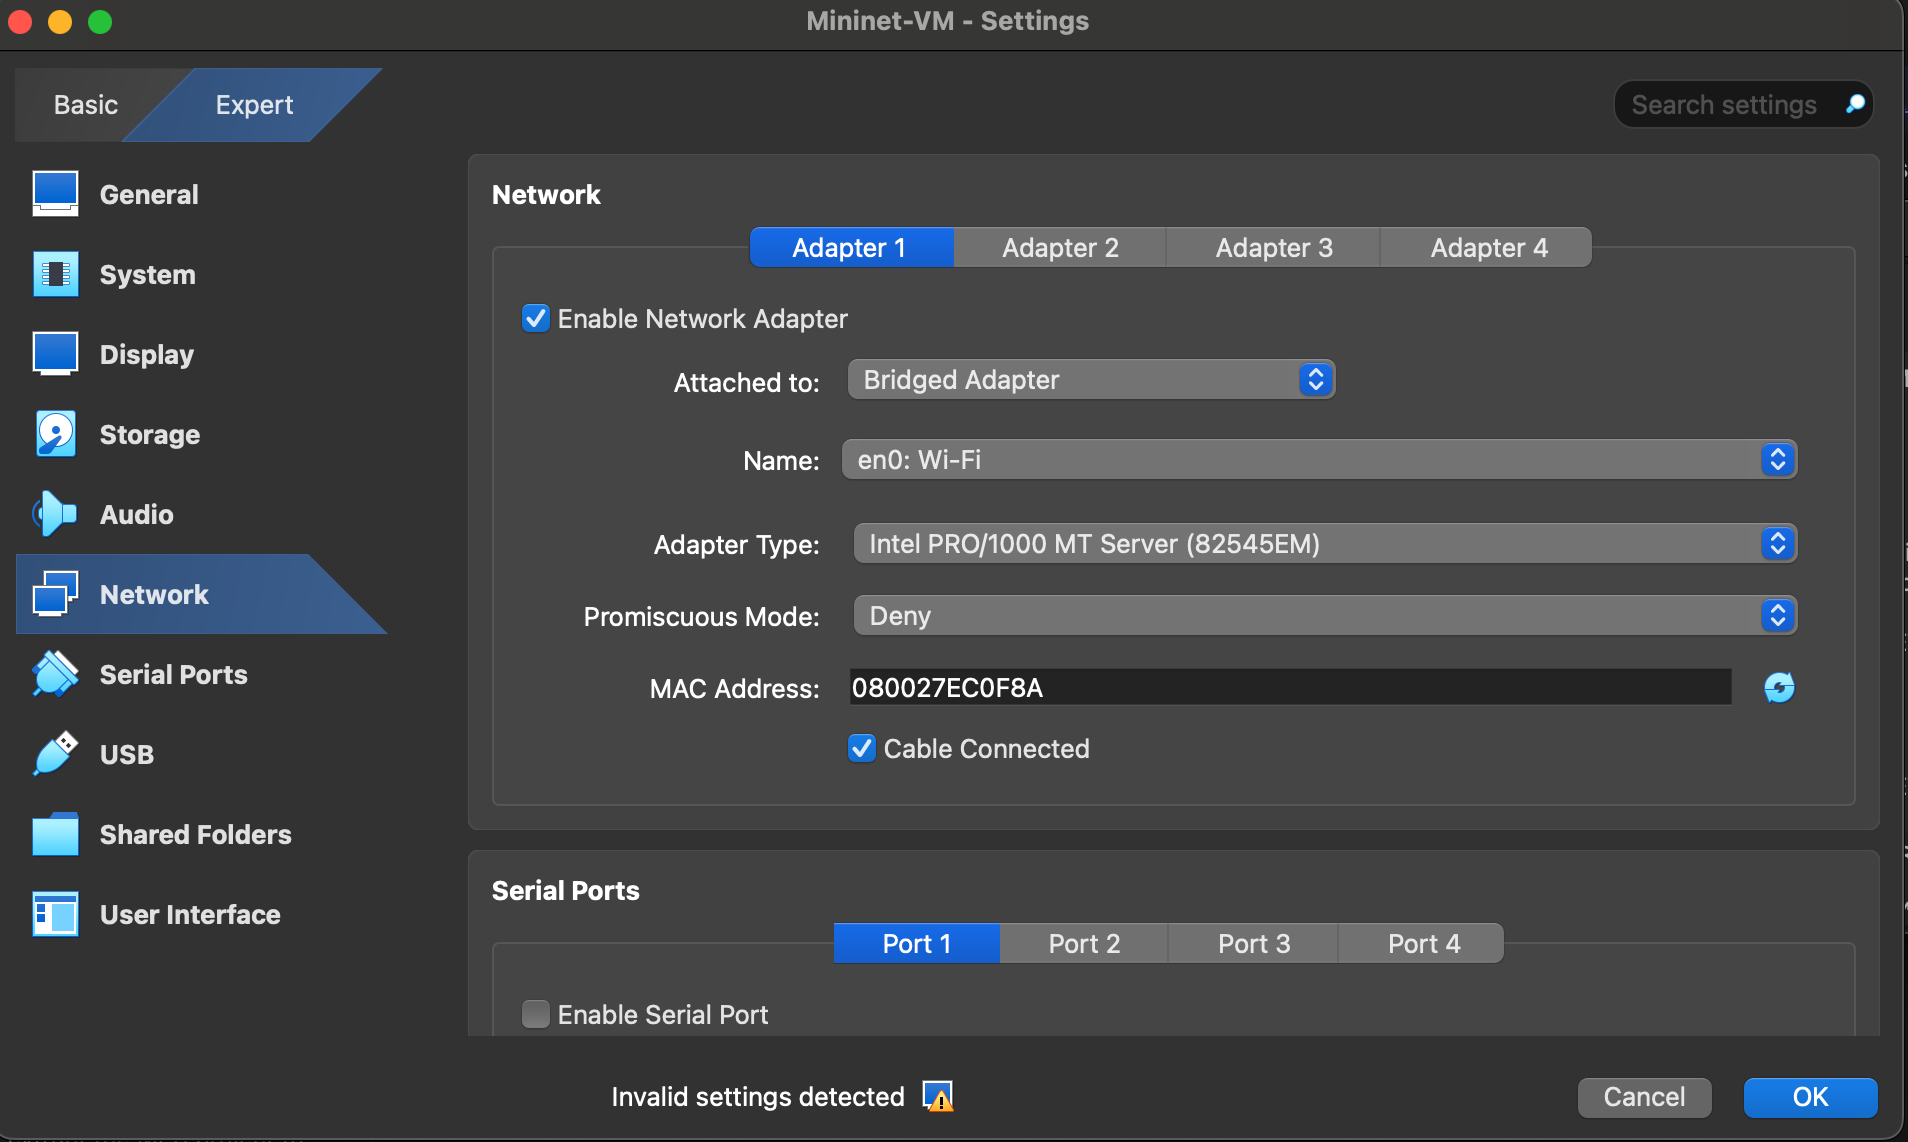 Mininet-VM - Settings
Basic
Expert
Search settings
General
System
Display
Storage
Audio
Network
Serial Ports
USB
Shared Folders
User Interface
Network
Adapter 1
Adapter 2
Adapter 3
Adapter 4
Enable Network Adapter
Attached to: Bridged Adapter
Name: en0: Wi-Fi
Adapter Type: Intel PRO/1000 MT Server (82545EM)
Promiscuous Mode: Deny
MAC Address: 080027EC0F8A
Cable Connected
Serial Ports
Port 1
Port 2
Port 3
Port 4
Enable Serial Port
Invalid settings detected
Cancel
OK